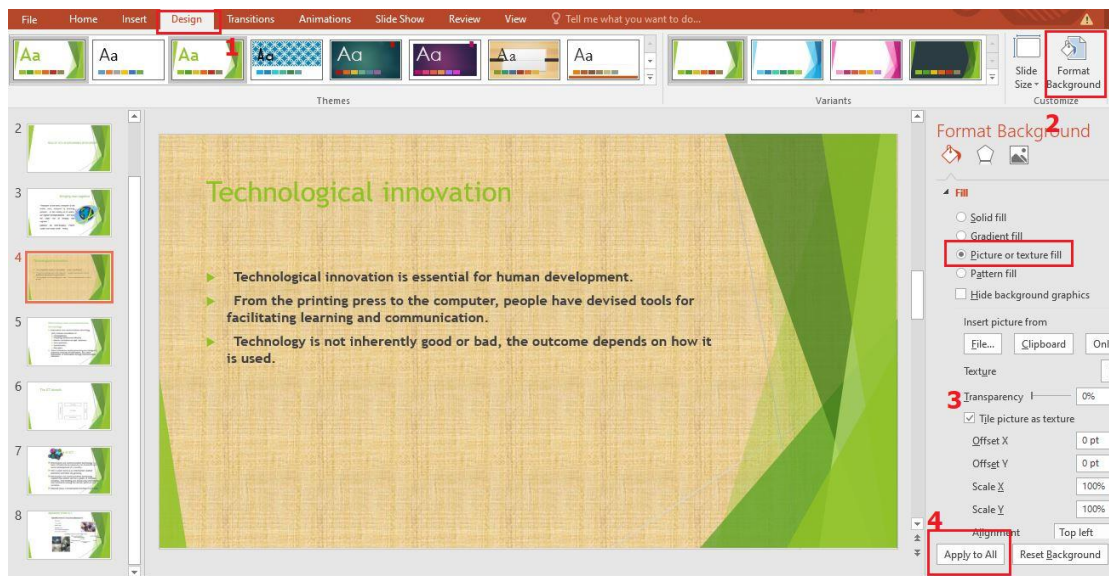 File Home Insert Design Transitions Animations Slide Show Review View Tell me what you want to do...
1
Aa Aa Aa Aa Aa Aa Aa Aa
Slide Size
Format Background
Themes
Variants
Customize
2
2
3
4
5
6
7
8
Technological innovation
Technological innovation is essential for human development.
From the printing press to the computer, people have devised tools for
facilitating learning and communication.
Technology is not inherently good or bad, the outcome depends on how it
is used.
Format Background
Fill
Solid fill
Gradient fill
Picture or texture fill
Pattern fill
Hide background graphics
Insert picture from
File... Clipboard Onl
Texture
3
Transparency 0%
Tile picture as texture
Offset X 0 pt
Offset Y 0 pt
Scale X 100%
Scale Y 100%
4
Alignment Top left
Apply to All Reset Background